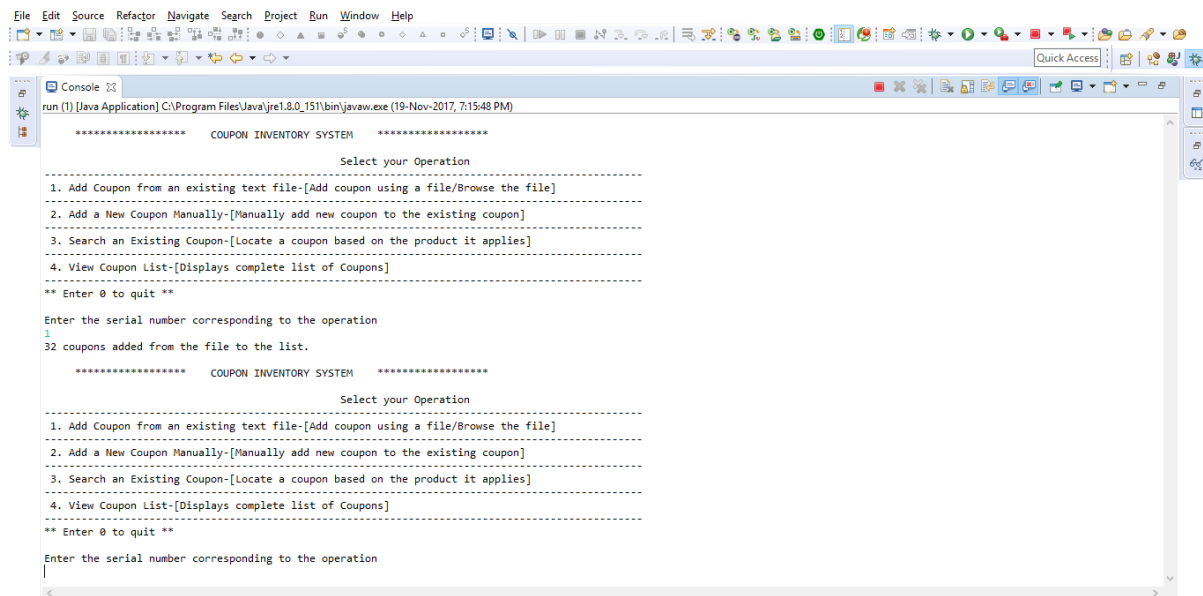 File Edit Source Refactor Navigate Search Project Run Window Help
Quick Access
Console
run (1) [Java Application] C:\Program Files\Java\jre1.8.0_151\bin\javaw.exe (19-Nov-2017, 7:15:48 PM)
****************** COUPON INVENTORY SYSTEM ******************
Select your Operation
--------------------------------------------------------------------------------------------------
1. Add Coupon from an existing text file-[Add coupon using a file/Browse the file]
--------------------------------------------------------------------------------------------------
2. Add a New Coupon Manually-[Manually add new coupon to the existing coupon]
--------------------------------------------------------------------------------------------------
3. Search an Existing Coupon-[Locate a coupon based on the product it applies]
--------------------------------------------------------------------------------------------------
4. View Coupon List-[Displays complete list of Coupons]
--------------------------------------------------------------------------------------------------
** Enter 0 to quit **
Enter the serial number corresponding to the operation
1
32 coupons added from the file to the list.
****************** COUPON INVENTORY SYSTEM ******************
Select your Operation
--------------------------------------------------------------------------------------------------
1. Add Coupon from an existing text file-[Add coupon using a file/Browse the file]
--------------------------------------------------------------------------------------------------
2. Add a New Coupon Manually-[Manually add new coupon to the existing coupon]
--------------------------------------------------------------------------------------------------
3. Search an Existing Coupon-[Locate a coupon based on the product it applies]
--------------------------------------------------------------------------------------------------
4. View Coupon List-[Displays complete list of Coupons]
--------------------------------------------------------------------------------------------------
** Enter 0 to quit **
Enter the serial number corresponding to the operation